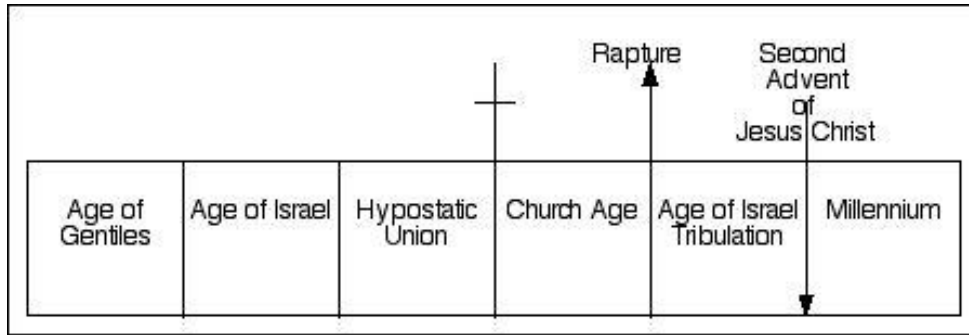 Rapture
Second
Advent
of
Jesus Christ
Age of
Gentiles
Age of Israel
Hypostatic
Union
Church Age
Age of Israel
Tribulation
Millennium